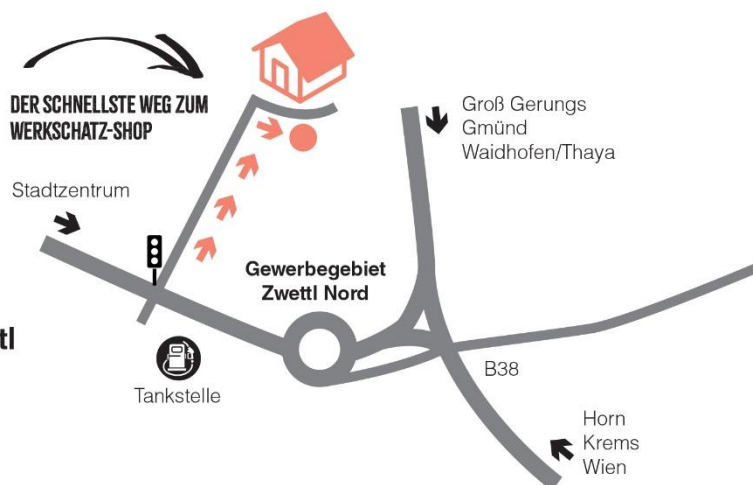 DER SCHNELLSTE WEG ZUM
WERKSCHATZ-SHOP
Groß Gerungs
Gmünd
Waidhofen/Thaya
Stadtzentrum
Gewerbegebiet
Zwettl Nord
tl
Tankstelle
B38
Horn
Krems
Wien